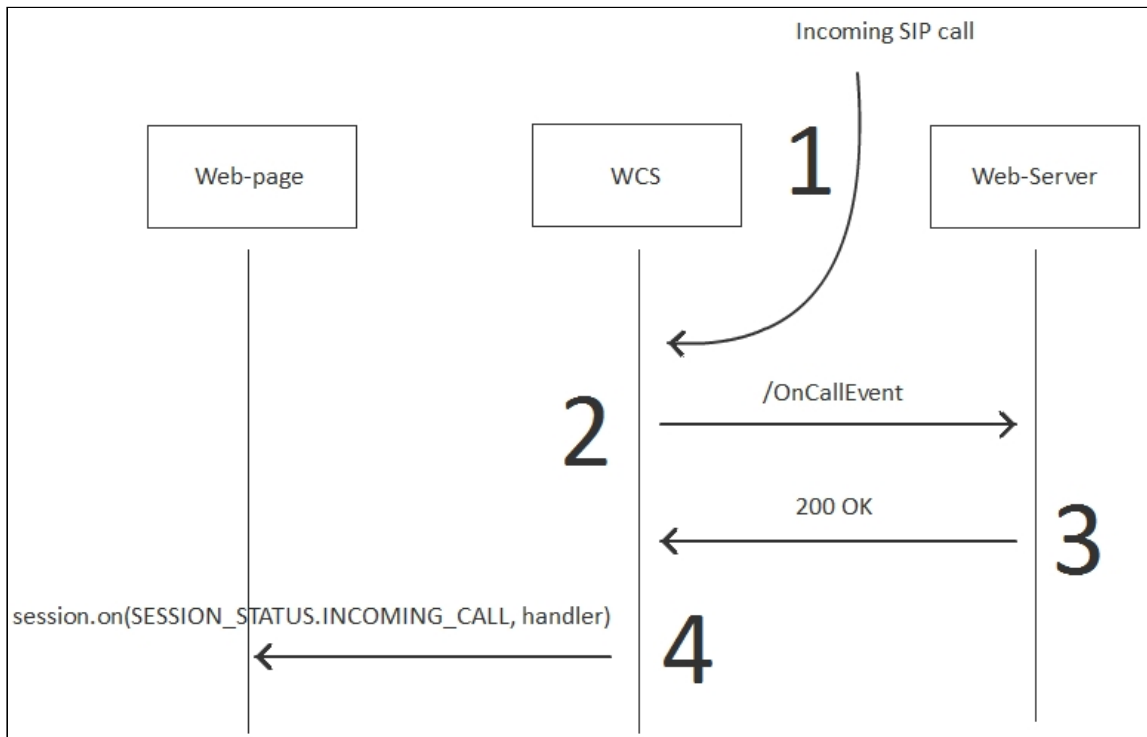 Incoming SIP call
1
Web-page
WCS
Web-Server
/OnCallEvent
2
200 OK
3
session.on(SESSION_STATUS.INCOMING_CALL, handler)
4